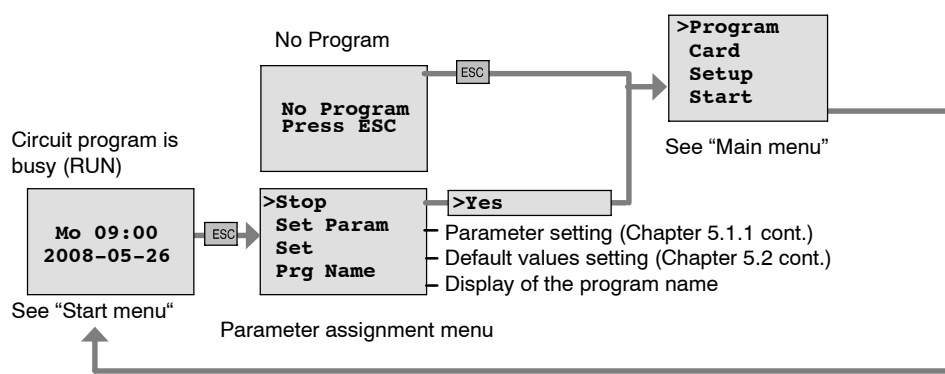 No Program
ESC
No Program
Press ESC
>Program
Card
Setup
Start
See “Main menu”
Circuit program is
busy (RUN)
Mo 09:00
2008-05-26
ESC
>Stop
Set Param
Set
Prg Name
>Yes
Parameter setting (Chapter 5.1.1 cont.)
Default values setting (Chapter 5.2 cont.)
Display of the program name
See “Start menu“
Parameter assignment menu